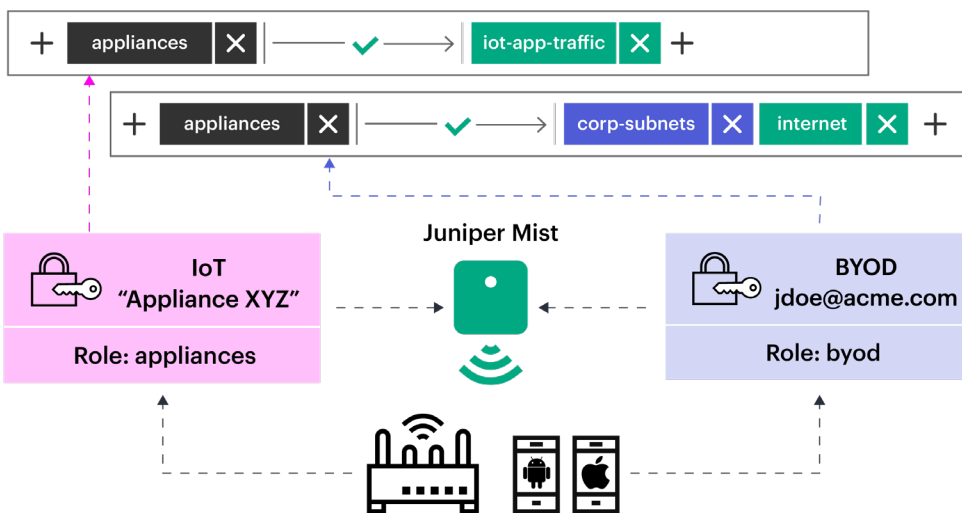 appliances iot-app-traffic
appliances corp-subnets internet
Juniper Mist
IoT
“Appliance XYZ”
Role: appliances
BYOD
jdoe@acme.com
Role: byod